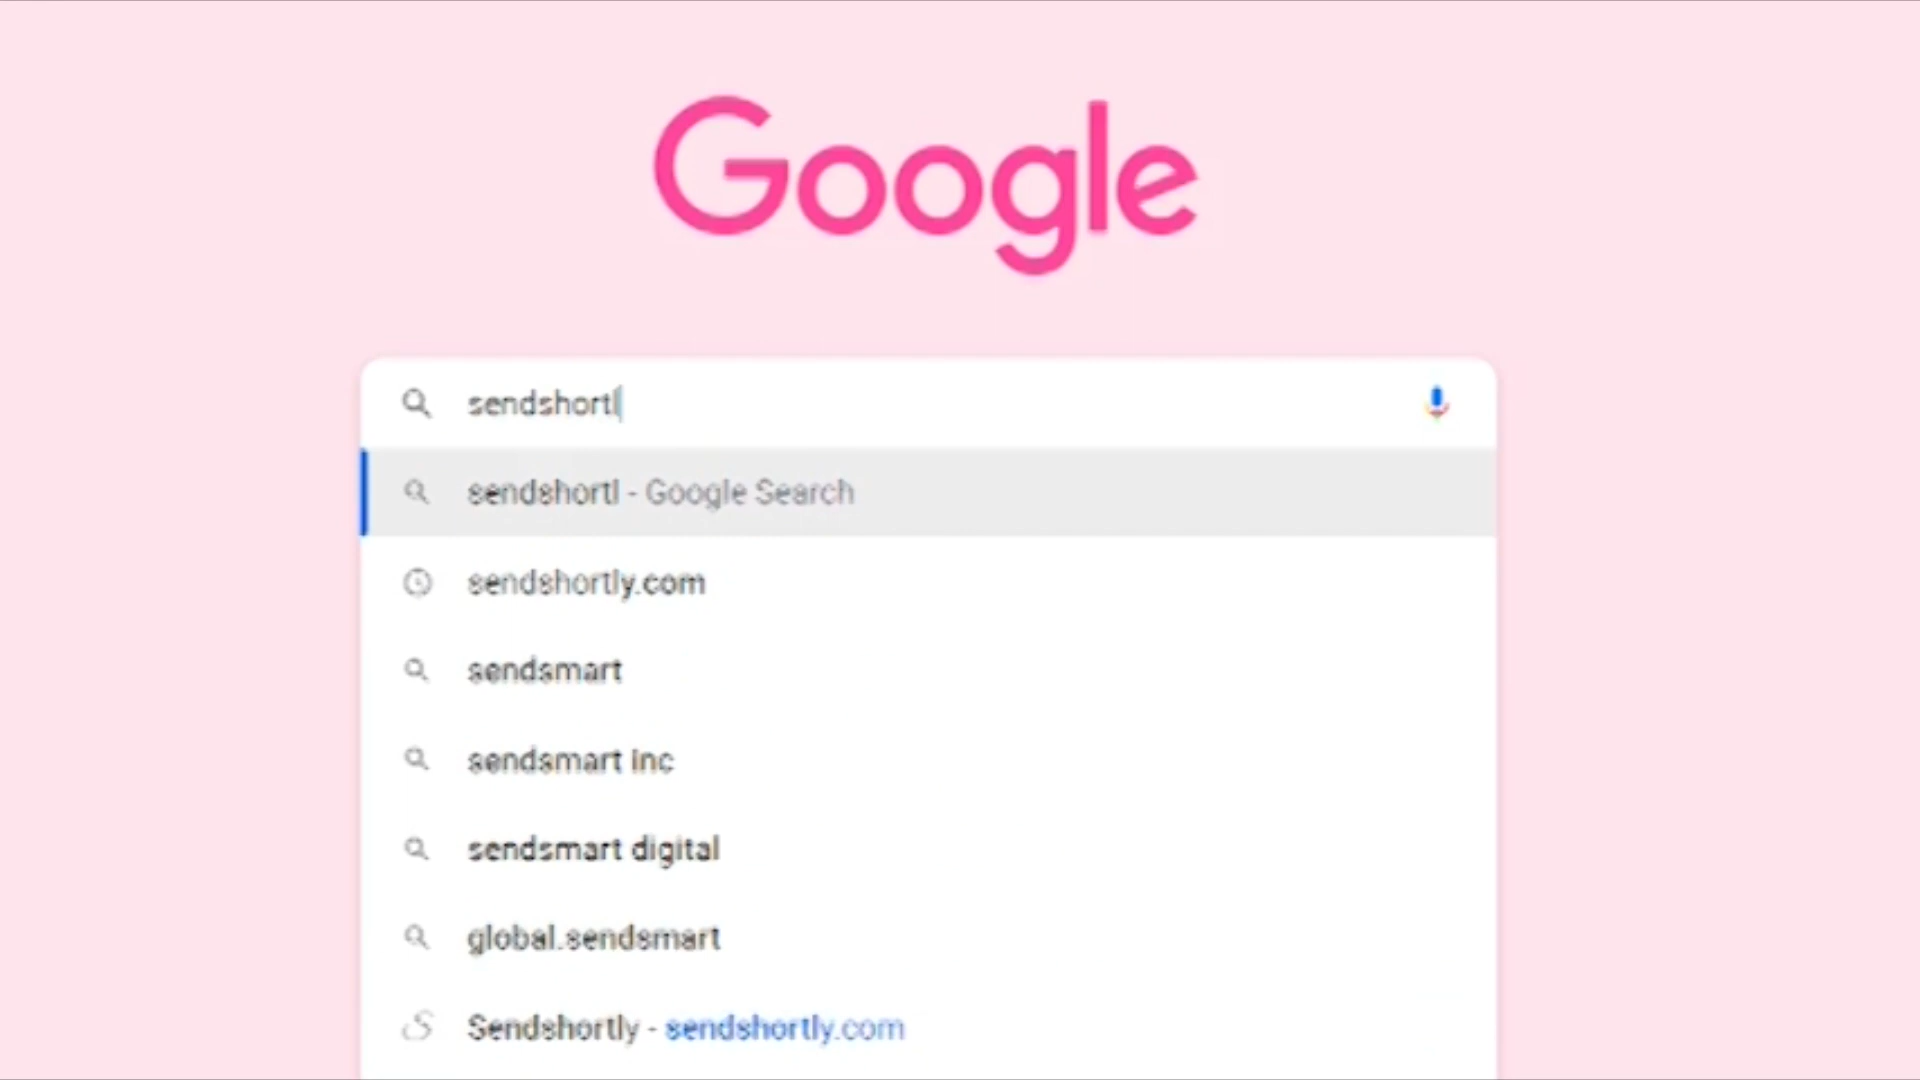 Google
sendshortl
sendshortl - Google Search
sendshortly.com
sendsmart
sendsmart inc
sendsmart digital
global.sendsmart
Sendshortly - sendshortly.com